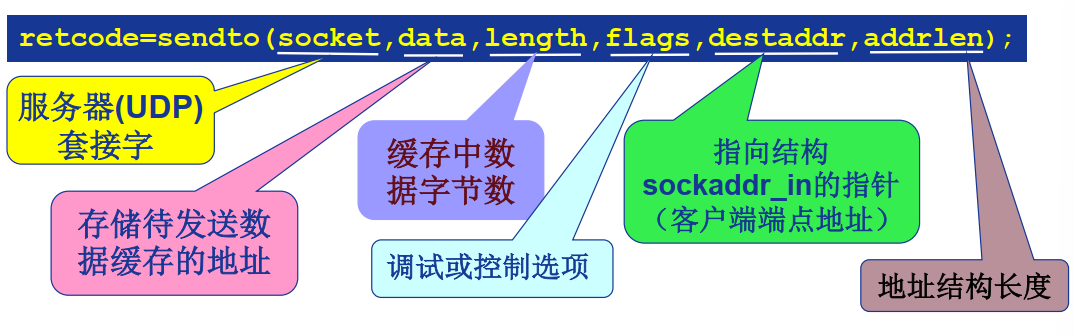 retcode=sendto(socket,data,length,flags,destaddr,addrlen);
服务器(UDP)
套接字
存储待发送数
据缓存的地址
缓存中数
据字节数
调试或控制选项
指向结构
sockaddr_in的指针
（客户端端点地址）
地址结构长度